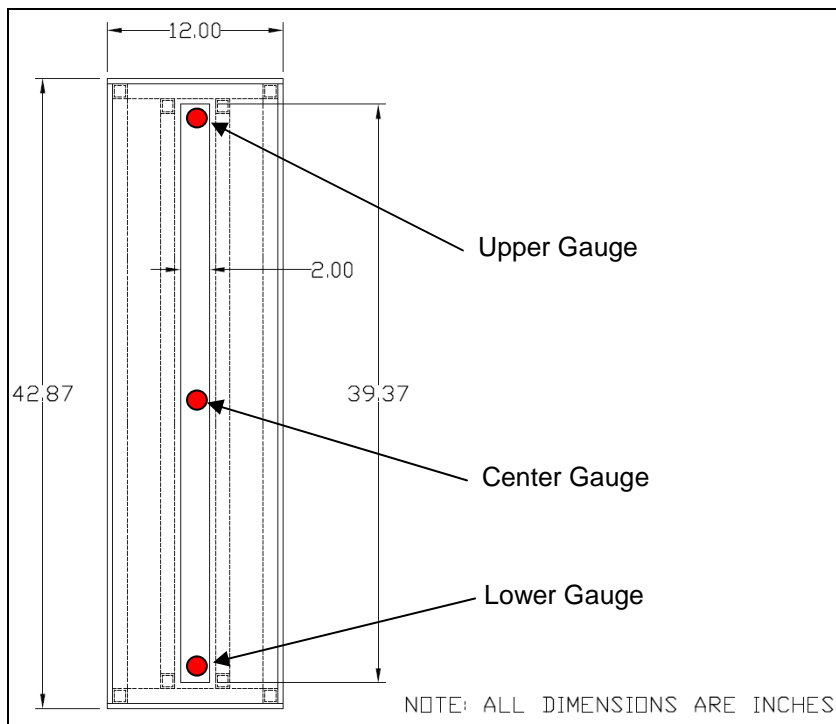 12.00
Upper Gauge
2.00
42.87
39.37
Center Gauge
Lower Gauge
NOTE: ALL DIMENSIONS ARE INCHES